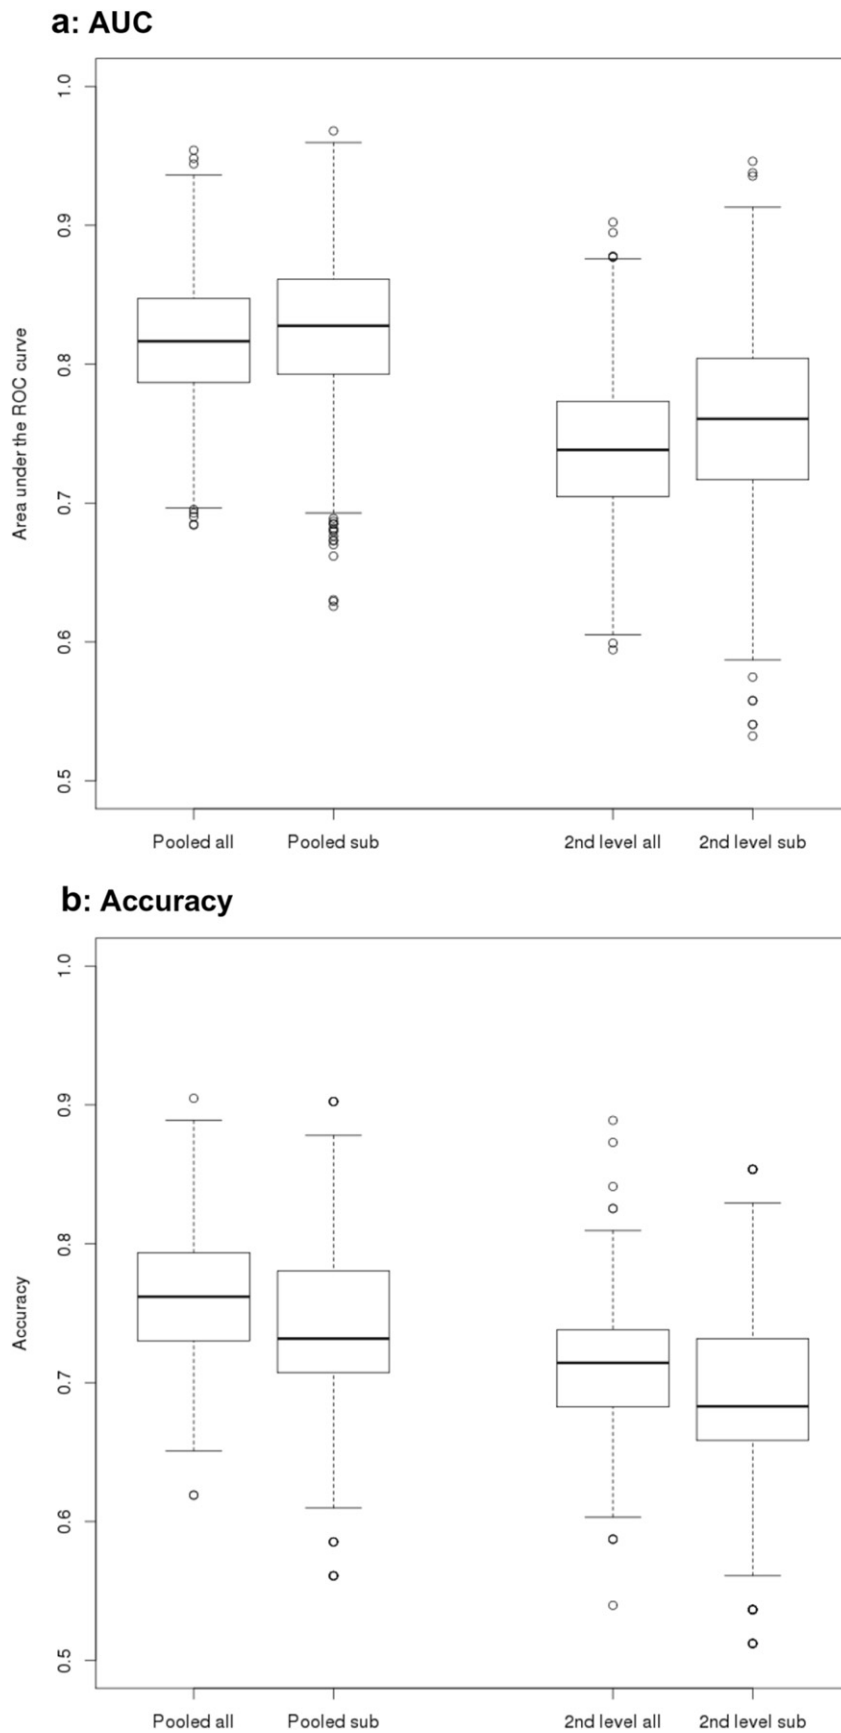 a: AUC
1.0
0.9
0.8
0.7
0.6
0.5
Area under the ROC curve
Pooled all Pooled sub 2nd level all 2nd level sub
b: Accuracy
1.0
0.9
0.8
0.7
0.6
0.5
Accuracy
Pooled all Pooled sub 2nd level all 2nd level sub